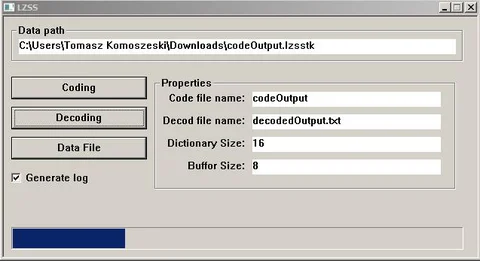 LZSS
Data path
C:\Users\Tomasz Komoszeski\Downloads\codeOutput.lzsstk
Coding
Decoding
Data File
Generate log
Properties
Code file name: codeOutput
Decod file name: decodedOutput.txt
Dictionary Size: 16
Buffor Size: 8